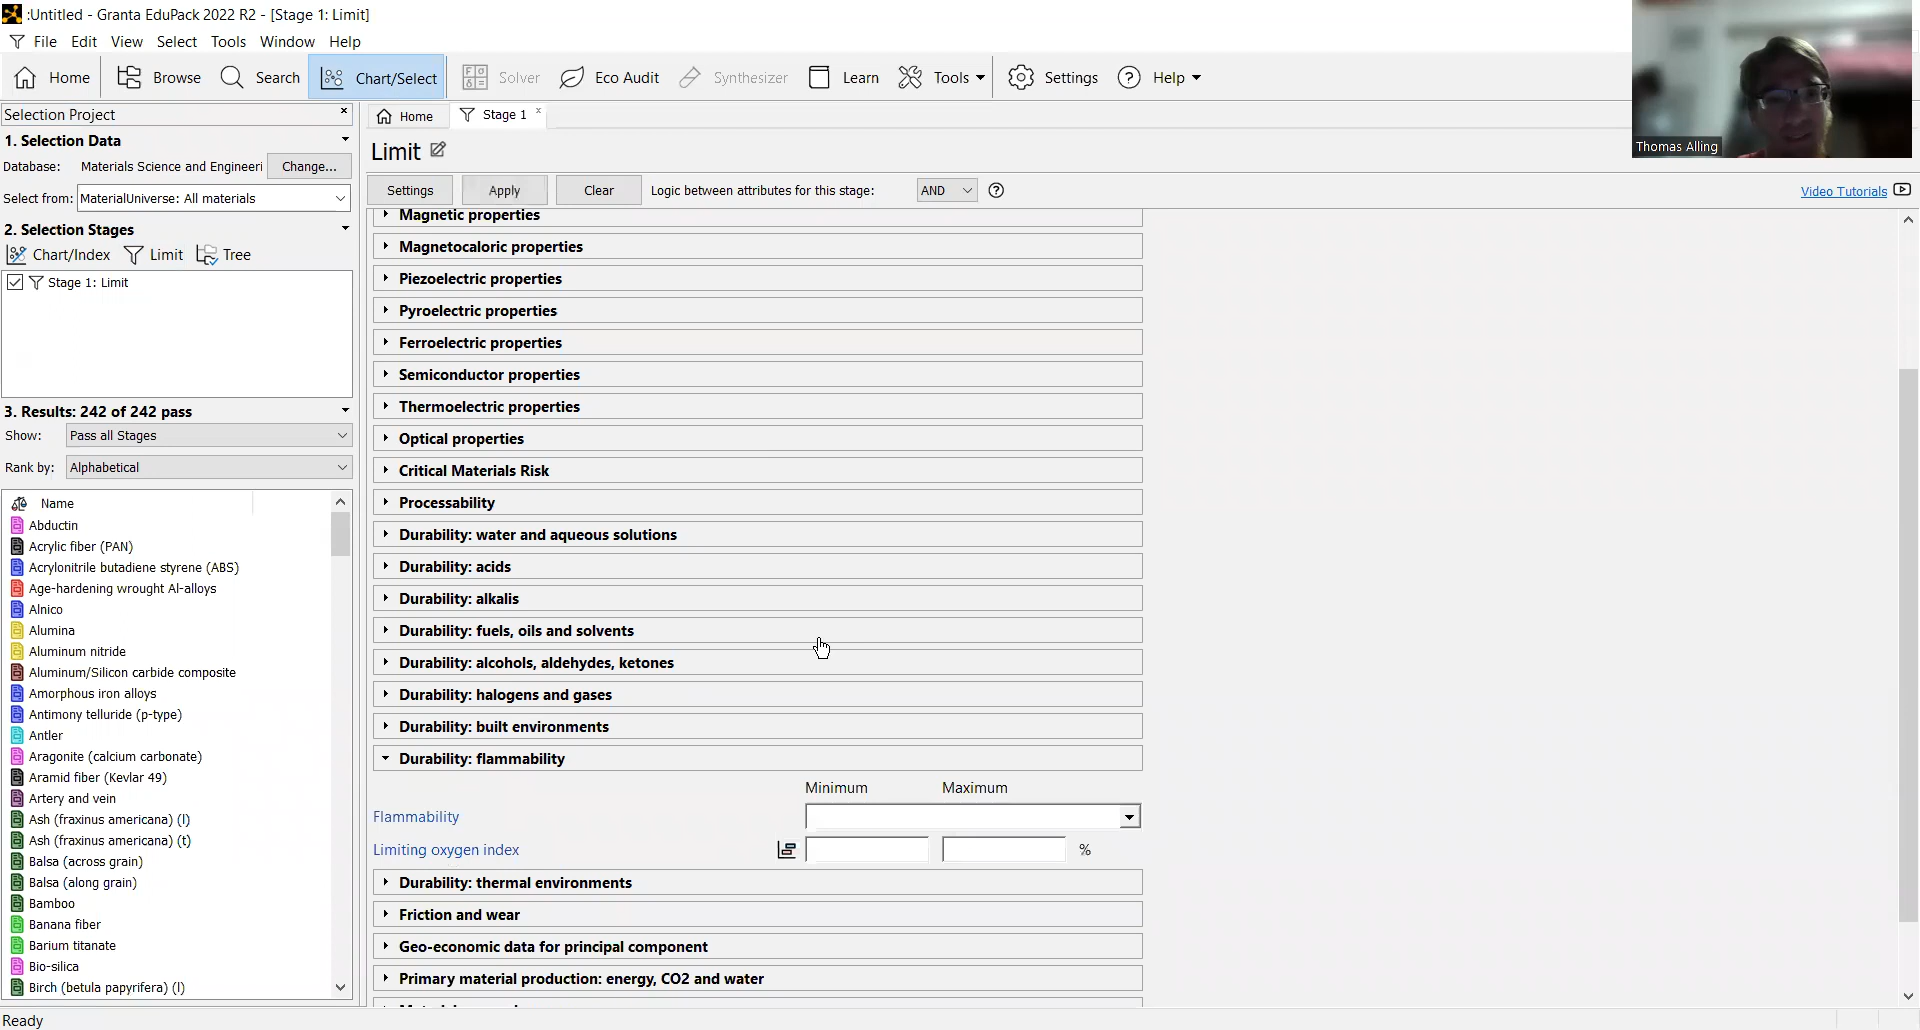 :Untitled - Granta EduPack 2022 R2 - [Stage 1: Limit]
File Edit View Select Tools Window Help
Home Browse Search Chart/Select Solver Eco Audit Synthesizer Learn Tools Settings Help
Thomas Alling
Selection Project
Home Stage 1
1. Selection Data
Database: Materials Science and Engineeri Change...
Select from: MaterialUniverse: All materials
2. Selection Stages
Chart/Index Limit Tree
Stage 1: Limit
3. Results: 242 of 242 pass
Show: Pass all Stages
Rank by: Alphabetical
Name
Abductin
Acrylic fiber (PAN)
Acrylonitrile butadiene styrene (ABS)
Age-hardening wrought Al-alloys
Alnico
Alumina
Aluminum nitride
Aluminum/Silicon carbide composite
Amorphous iron alloys
Antimony telluride (p-type)
Antler
Aragonite (calcium carbonate)
Aramid fiber (Kevlar 49)
Artery and vein
Ash (fraxinus americana) (l)
Ash (fraxinus americana) (t)
Balsa (across grain)
Balsa (along grain)
Bamboo
Banana fiber
Barium titanate
Bio-silica
Birch (betula papyrifera) (l)
Ready
Limit
Settings Apply Clear Logic between attributes for this stage: AND Video Tutorials
Magnetic properties
Magnetocaloric properties
Piezoelectric properties
Pyroelectric properties
Ferroelectric properties
Semiconductor properties
Thermoelectric properties
Optical properties
Critical Materials Risk
Processability
Durability: water and aqueous solutions
Durability: acids
Durability: alkalis
Durability: fuels, oils and solvents
Durability: alcohols, aldehydes, ketones
Durability: halogens and gases
Durability: built environments
Durability: flammability
Minimum Maximum
Flammability
Limiting oxygen index %
Durability: thermal environments
Friction and wear
Geo-economic data for principal component
Primary material production: energy, CO2 and water